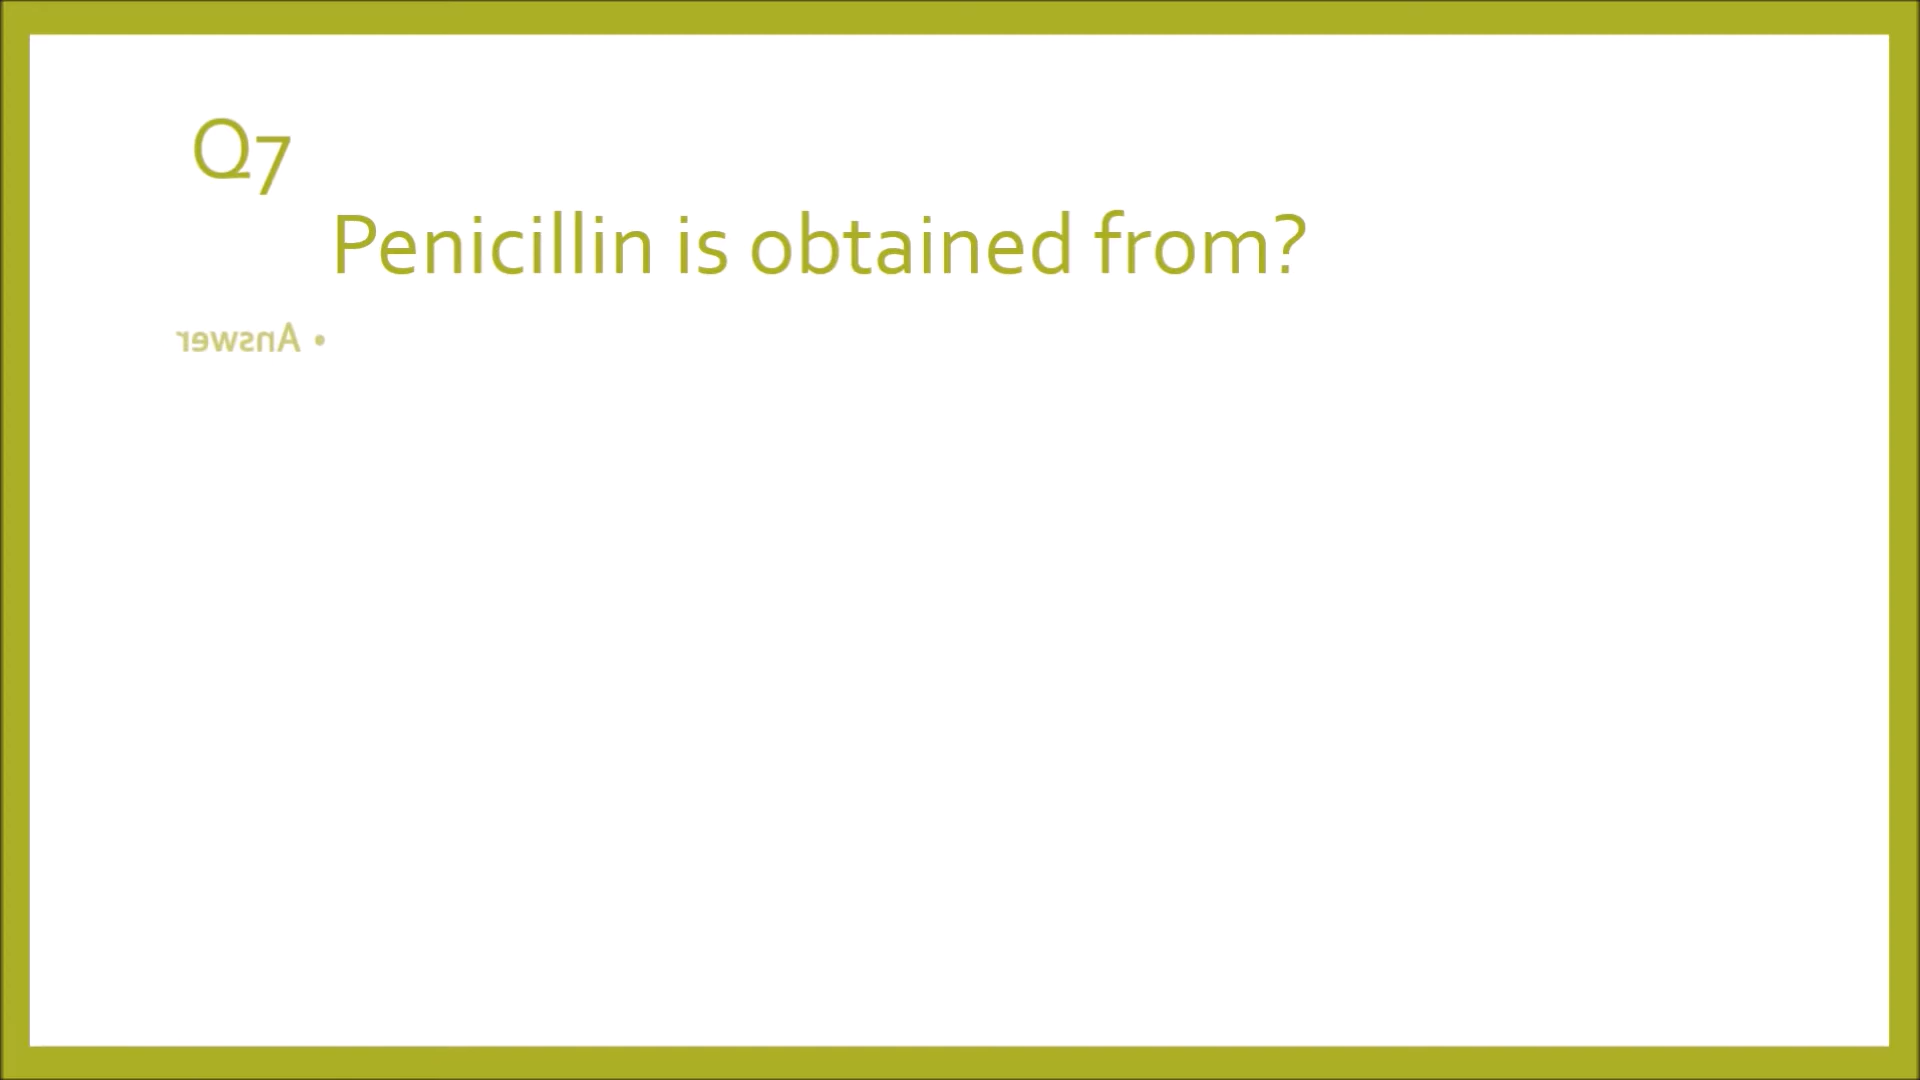 Q7
Penicillin is obtained from?
• Answer